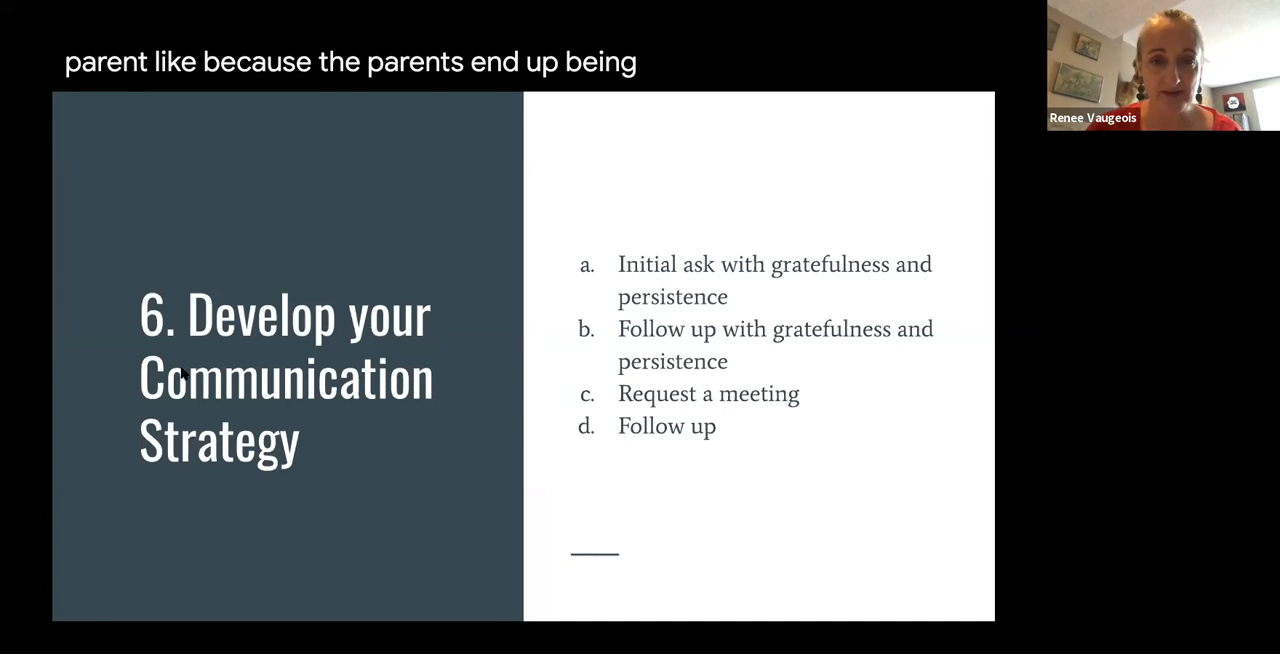 parent like because the parents end up being
Renee Vaugeois
6. Develop your
Communication
Strategy
a. Initial ask with gratefulness and
persistence
b. Follow up with gratefulness and
persistence
c. Request a meeting
d. Follow up